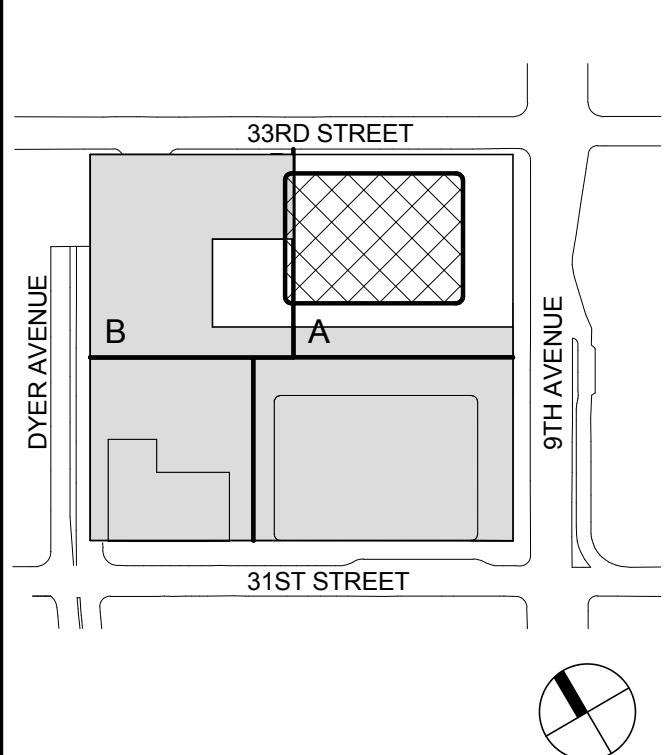 33RD STREET
DYER AVENUE
B
A
9TH AVENUE
31ST STREET